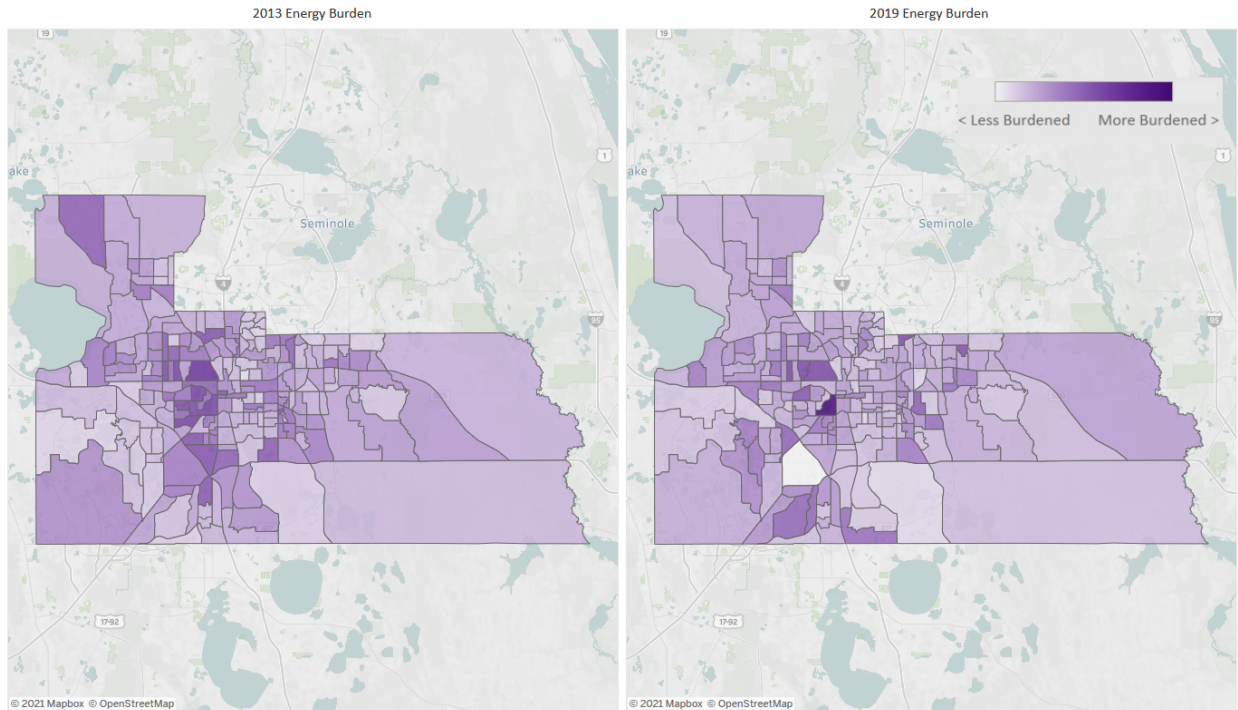 2013 Energy Burden
2019 Energy Burden
19
19
< Less Burdened More Burdened >
1
1
ake
ake
Seminole
Seminole
4
4
95
95
17-92
17-92
© 2021 Mapbox © OpenStreetMap
© 2021 Mapbox © OpenStreetMap